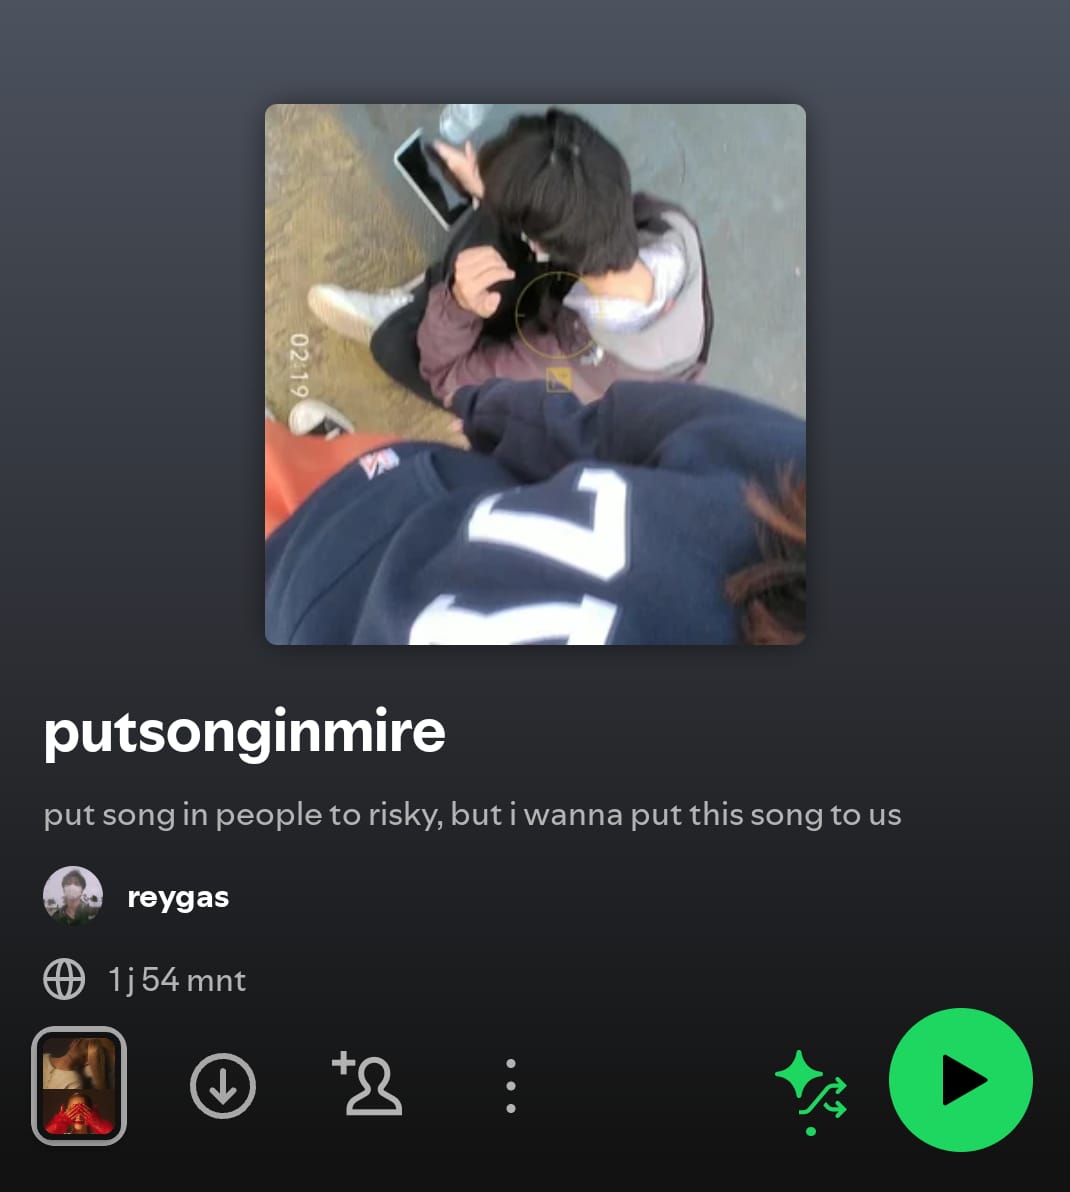 02:19
putsonginmire
put song in people to risky, but i wanna put this song to us
reygas
1 j 54 mnt